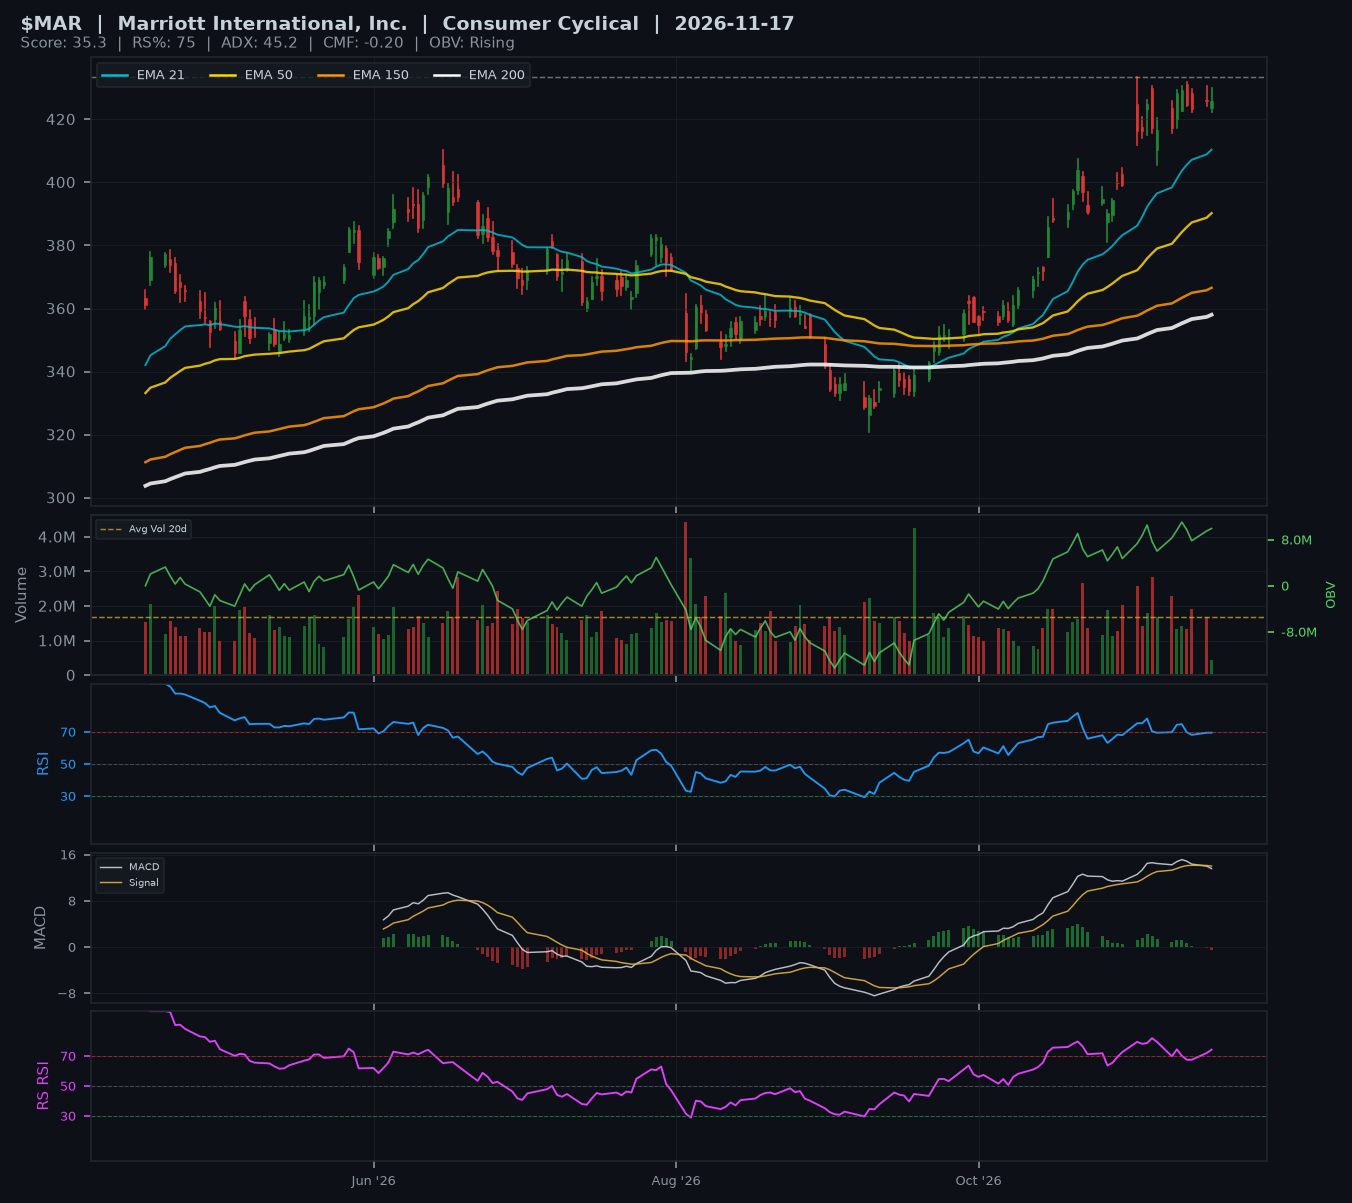 $MAR | Marriott International, Inc. | Consumer Cyclical | 2026-11-17
Score: 35.3 | RS%: 75 | ADX: 45.2 | CMF: -0.20 | OBV: Rising
EMA 21 EMA 50 EMA 150 EMA 200
420
400
380
360
340
320
300
Avg Vol 20d
4.0M
3.0M
2.0M
1.0M
0
Volume
8.0M
0
-8.0M
OBV
70
50
30
RSI
MACD
Signal
16
8
0
−8
MACD
70
50
30
RS RSI
Jun '26 Aug '26 Oct '26